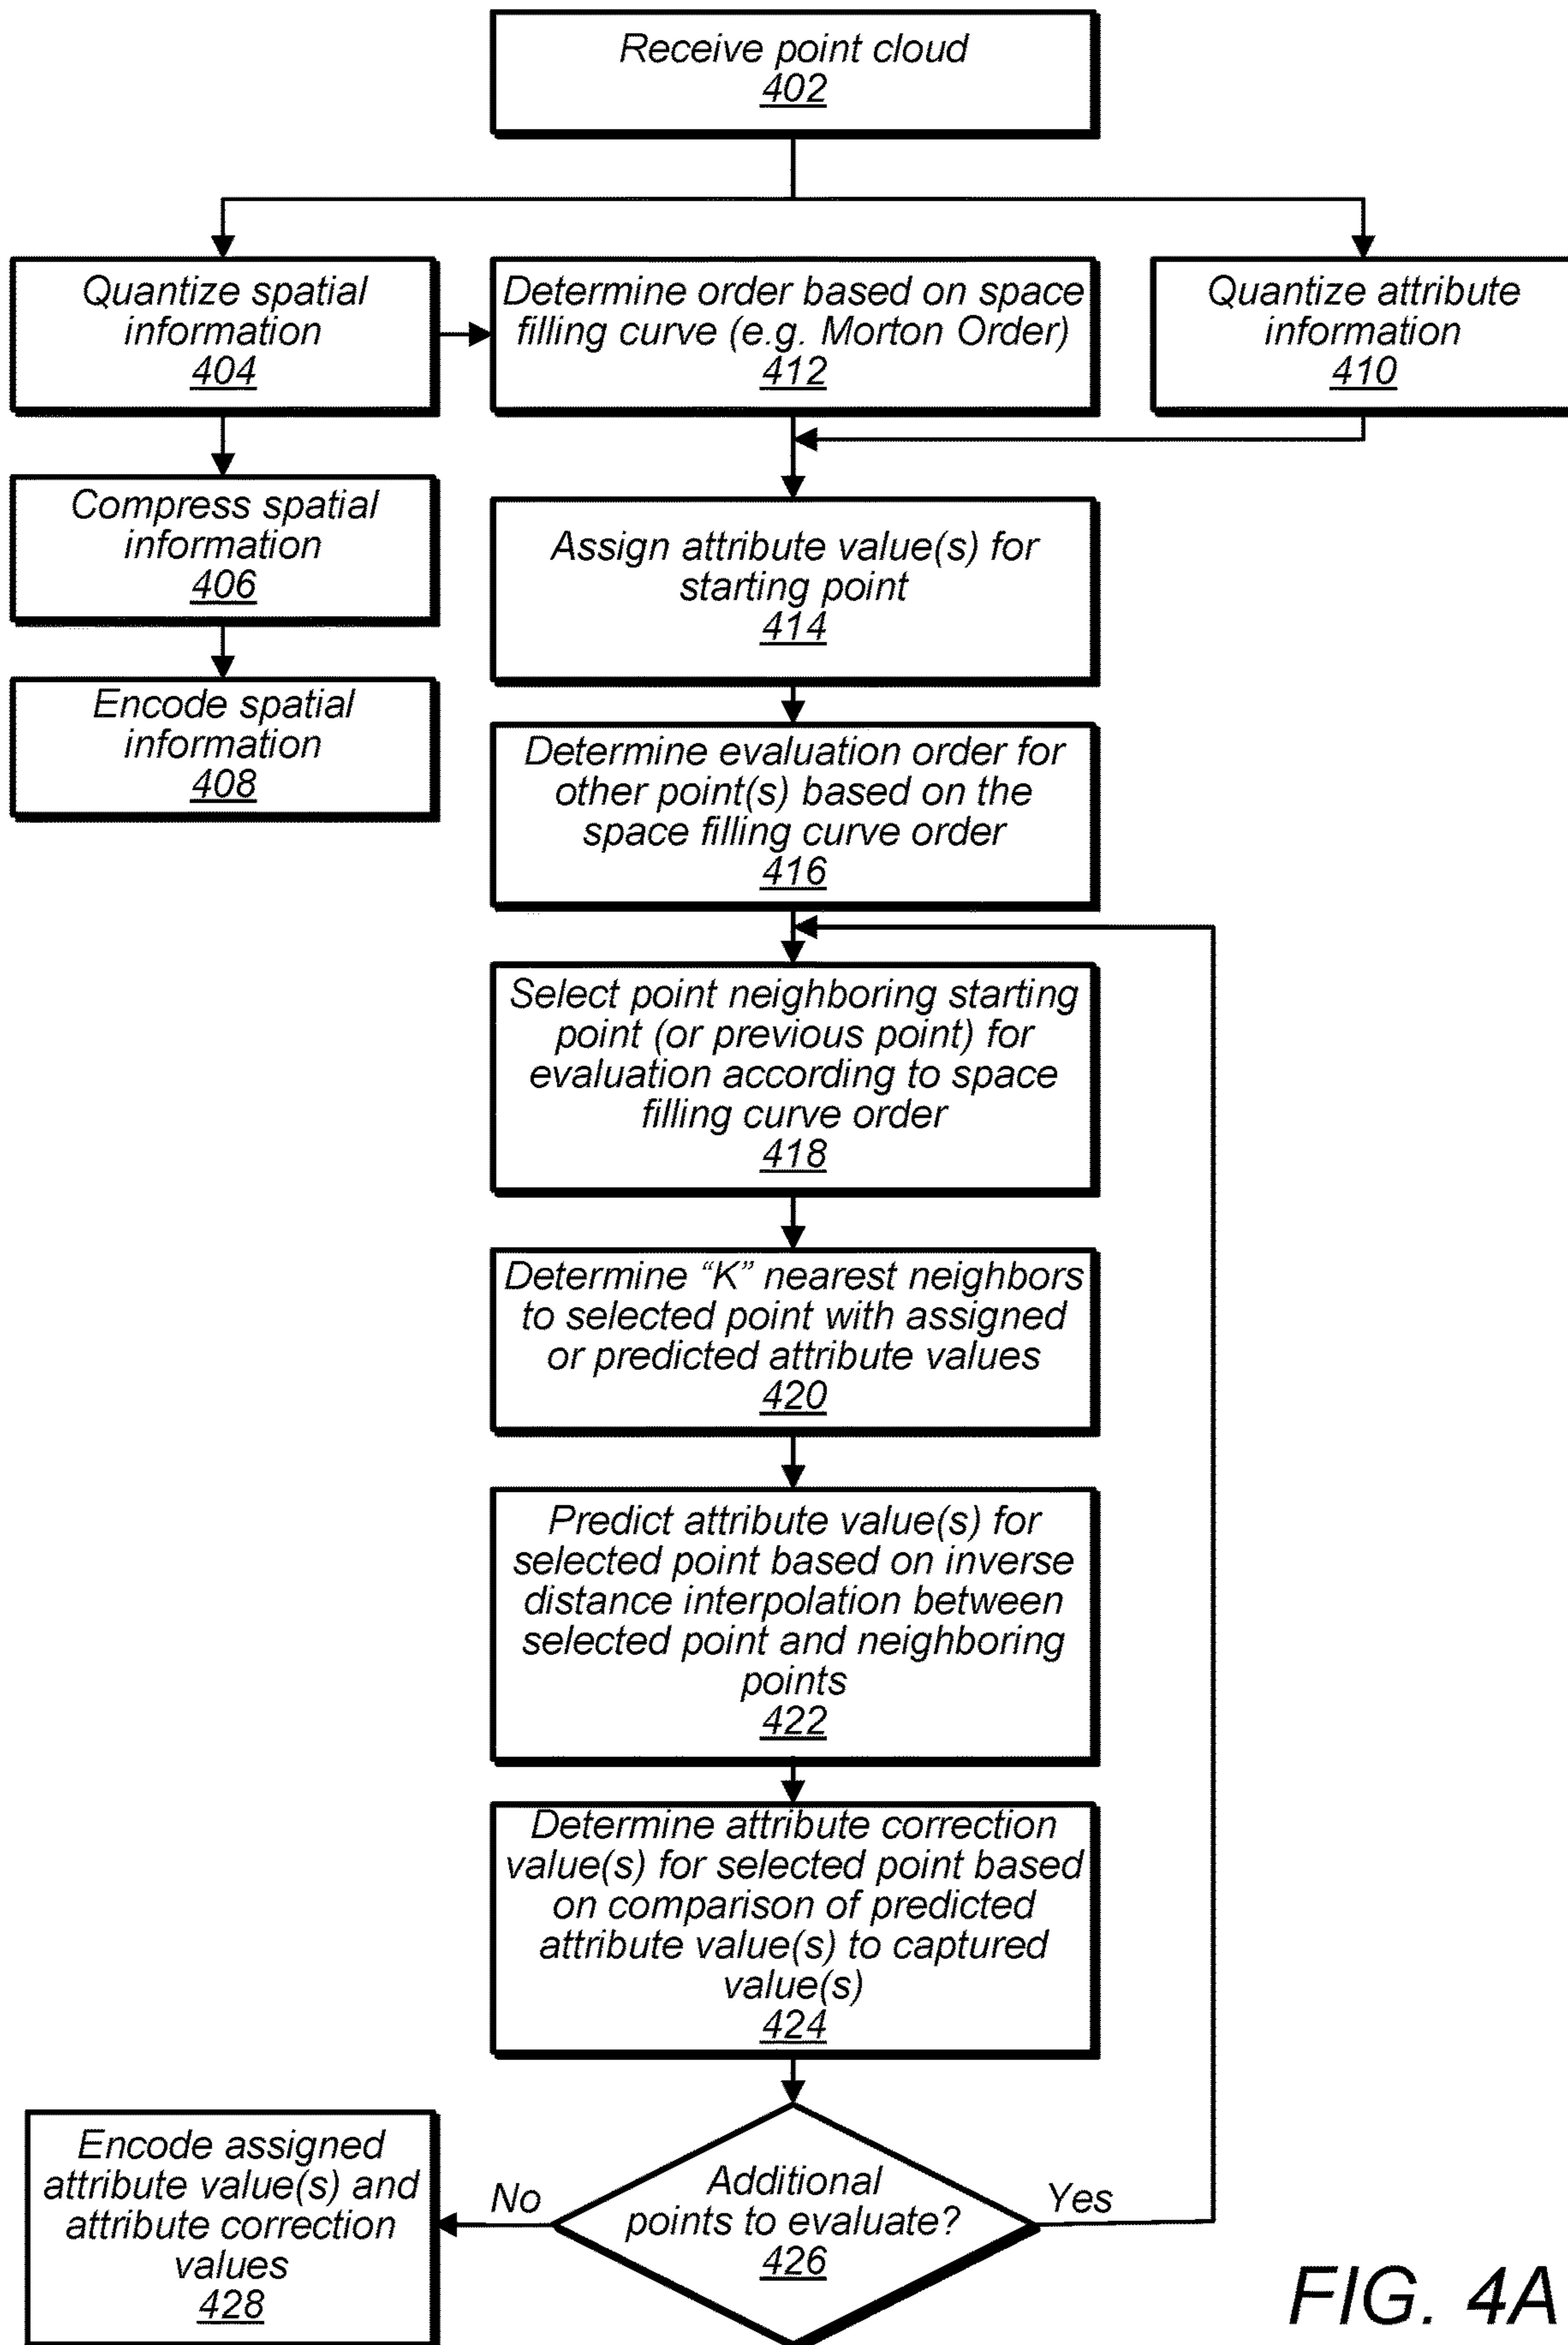 Receive point cloud
402
Quantize spatial
information
404
Determine order based on space
filling curve (e.g. Morton Order)
412
Quantize attribute
information
410
Compress spatial
information
406
Encode spatial
information
408
Assign attribute value(s) for
starting point
414
Determine evaluation order for
other point(s) based on the
space filling curve order
416
Select point neighboring starting
point (or previous point) for
evaluation according to space
filling curve order
418
Determine “K” nearest neighbors
to selected point with assigned
or predicted attribute values
420
Predict attribute value(s) for
selected point based on inverse
distance interpolation between
selected point and neighboring
points
422
Determine attribute correction
value(s) for selected point based
on comparison of predicted
attribute value(s) to captured
value(s)
424
Additional
points to evaluate?
426
Yes
No
Encode assigned
attribute value(s) and
attribute correction
values
428
FIG. 4A